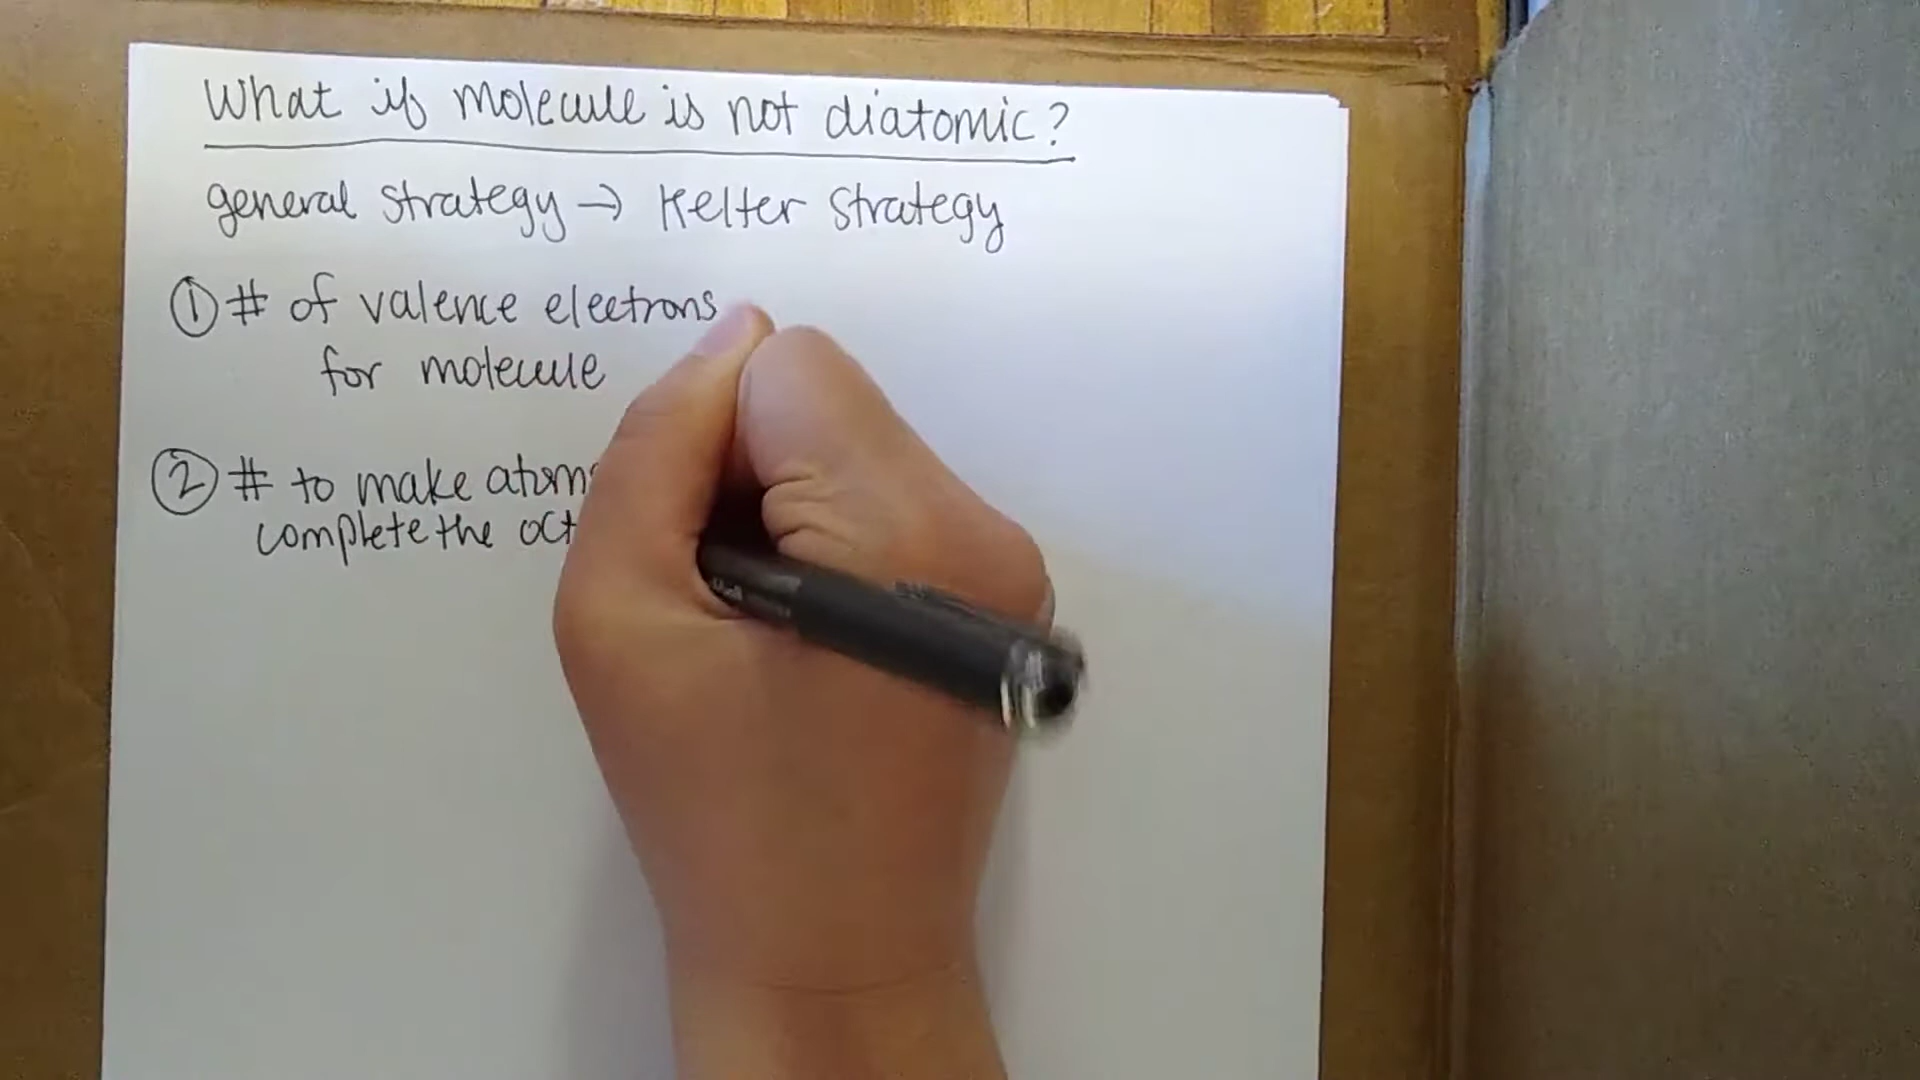 What if molecule is not diatomic?
general strategy → Kelter strategy
① # of valence electrons
for molecule
② # to make atoms
complete the oct